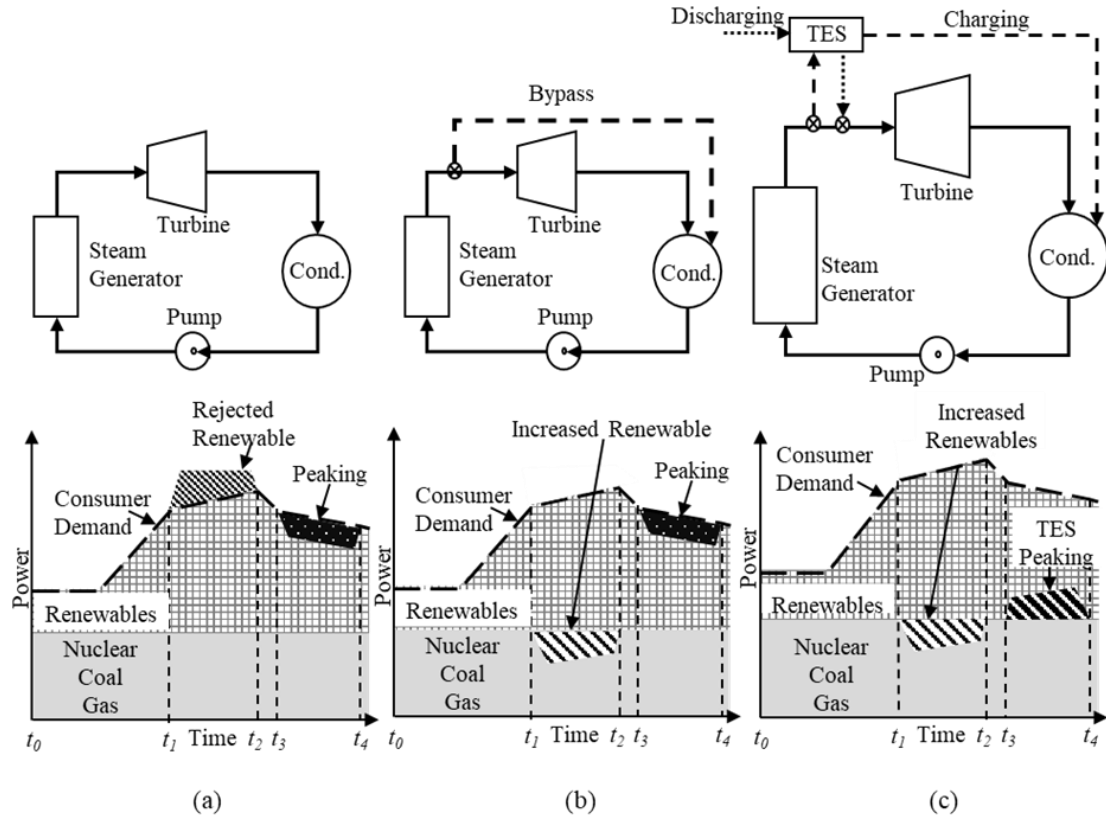 Turbine
Steam
Generator
Cond.
Pump
Rejected
Renewable
Peaking
Consumer
Demand
Power
Renewables
Nuclear
Coal
Gas
t0
t1
Time
t2
t3
t4
(a)
Bypass
Turbine
Steam
Generator
Cond.
Pump
Increased Renewable
Peaking
Consumer
Demand
Power
Renewables
Nuclear
Coal
Gas
t0
t1
Time
t2
t3
t4
(b)
Discharging
TES
Charging
Turbine
Steam
Generator
Cond.
Pump
Increased
Renewables
Consumer
Demand
TES
Peaking
Power
Renewables
Nuclear
Coal
Gas
t0
t1
Time
t2
t3
t4
(c)